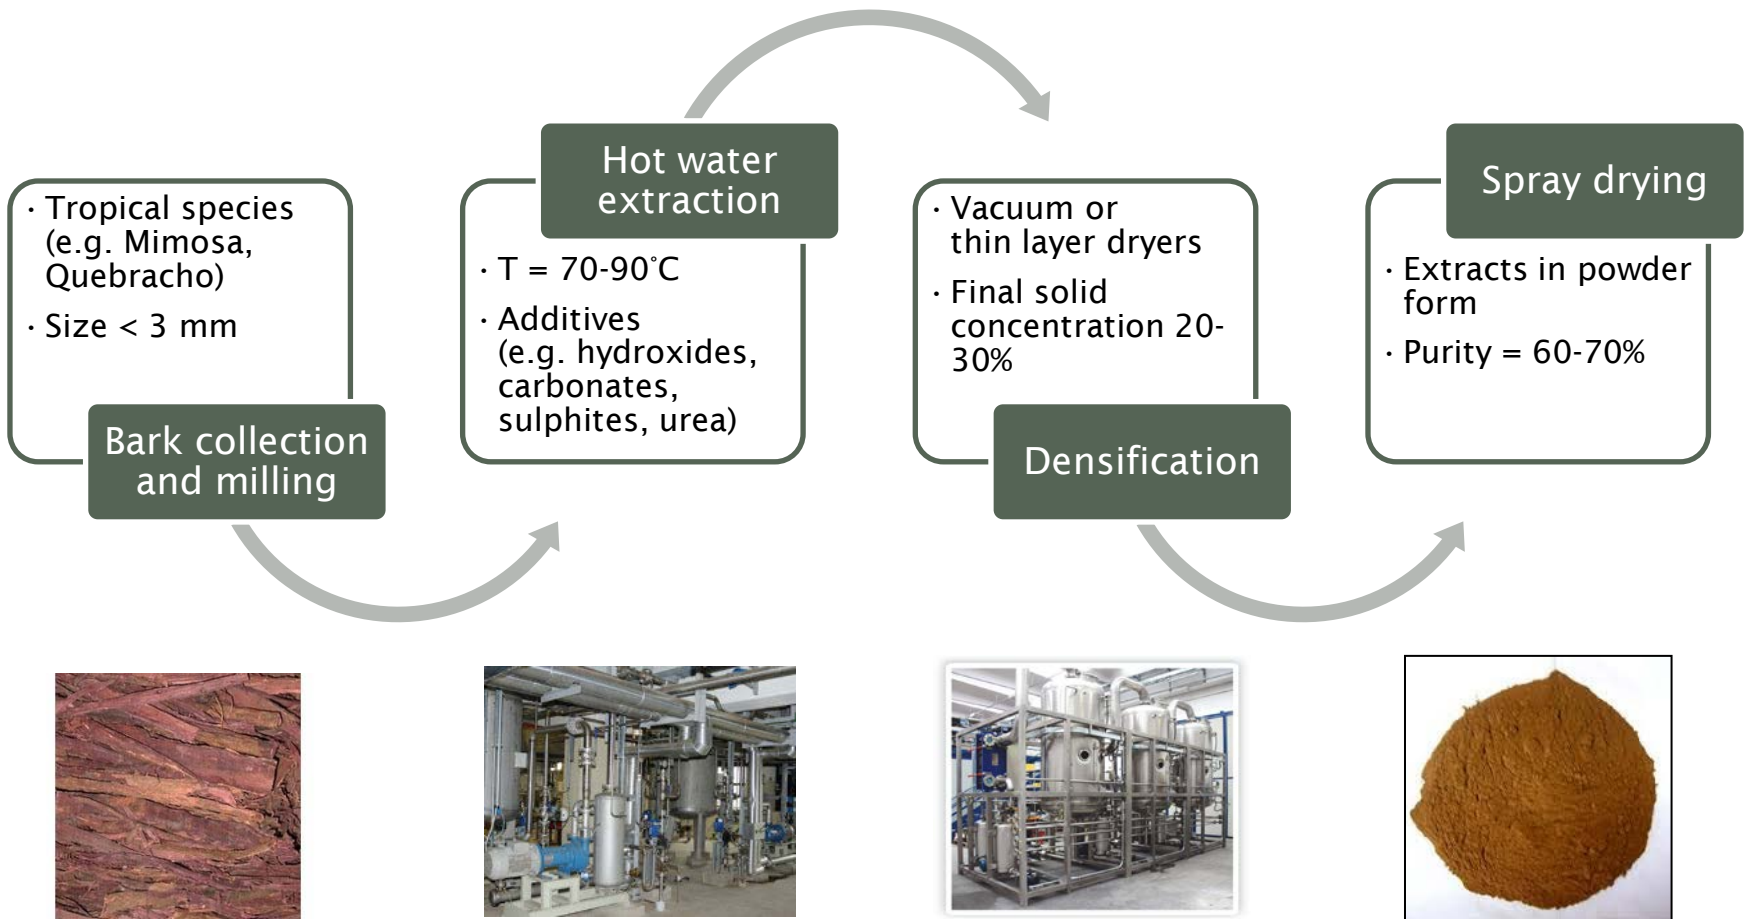 · Tropical species
(e.g. Mimosa,
Quebracho)
· Size < 3 mm
Bark collection
and milling
Hot water
extraction
· T = 70-90°C
· Additives
(e.g. hydroxides,
carbonates,
sulphites, urea)
· Vacuum or
thin layer dryers
· Final solid
concentration 20-
30%
Densification
Spray drying
· Extracts in powder
form
· Purity = 60-70%